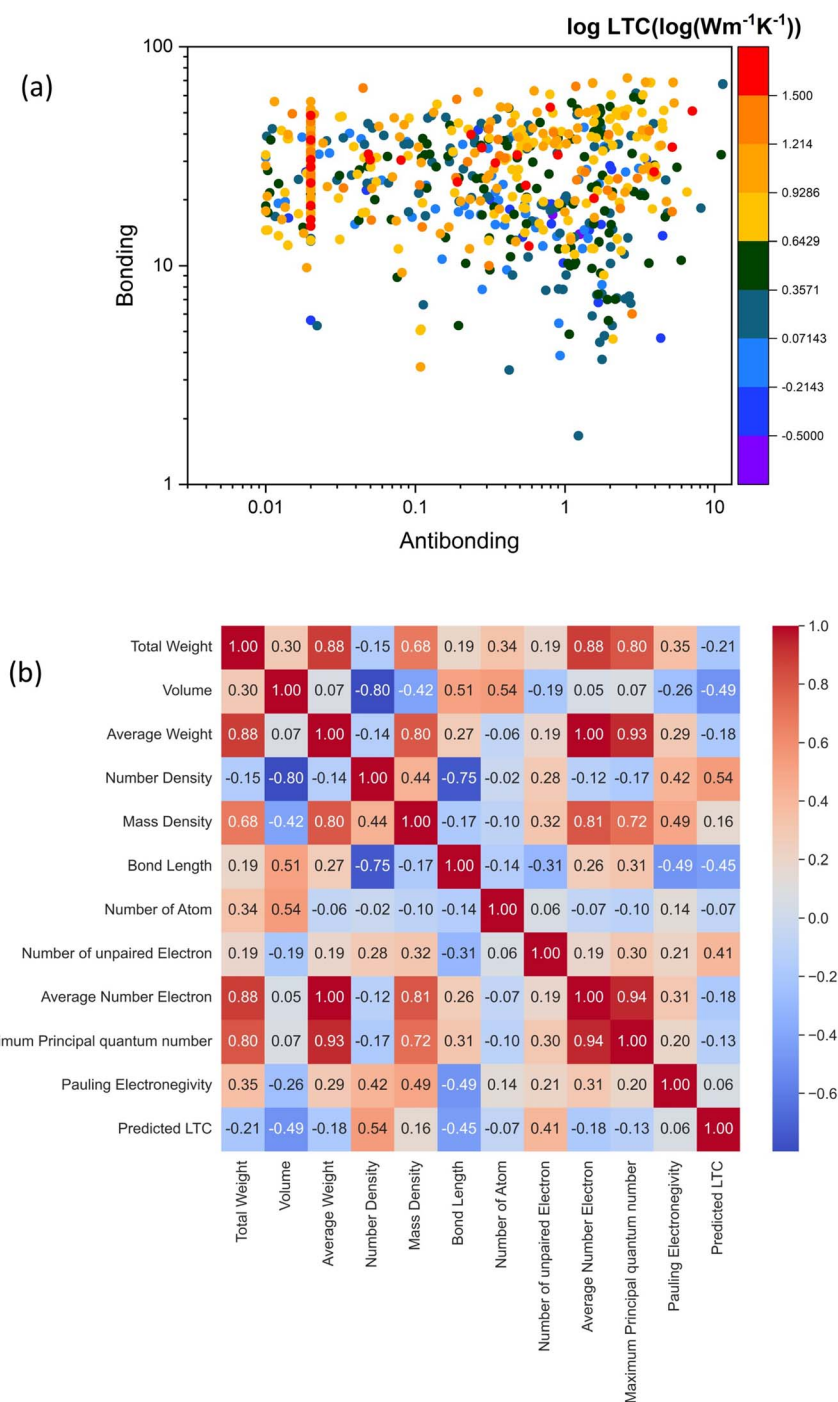 log LTC(log(Wm⁻¹K⁻¹))
(a)
100
10
1
Bonding
0.01 0.1 1 10
Antibonding
1.500
1.214
0.9286
0.6429
0.3571
0.07143
-0.2143
-0.5000
(b)
Total Weight 1.00 0.30 0.88 -0.15 0.68 0.19 0.34 0.19 0.88 0.80 0.35 -0.21
Volume 0.30 1.00 0.07 -0.80 -0.42 0.51 0.54 -0.19 0.05 0.07 -0.26 -0.49
Average Weight 0.88 0.07 1.00 -0.14 0.80 0.27 -0.06 0.19 1.00 0.93 0.29 -0.18
Number Density -0.15 -0.80 -0.14 1.00 0.44 -0.75 -0.02 0.28 -0.12 -0.17 0.42 0.54
Mass Density 0.68 -0.42 0.80 0.44 1.00 -0.17 -0.10 0.32 0.81 0.72 0.49 0.16
Bond Length 0.19 0.51 0.27 -0.75 -0.17 1.00 -0.14 -0.31 0.26 0.31 -0.49 -0.45
Number of Atom 0.34 0.54 -0.06 -0.02 -0.10 -0.14 1.00 0.06 -0.07 -0.10 0.14 -0.07
Number of unpaired Electron 0.19 -0.19 0.19 0.28 0.32 -0.31 0.06 1.00 0.19 0.30 0.21 0.41
Average Number Electron 0.88 0.05 1.00 -0.12 0.81 0.26 -0.07 0.19 1.00 0.94 0.31 -0.18
mum Principal quantum number 0.80 0.07 0.93 -0.17 0.72 0.31 -0.10 0.30 0.94 1.00 0.20 -0.13
Pauling Electronegivity 0.35 -0.26 0.29 0.42 0.49 -0.49 0.14 0.21 0.31 0.20 1.00 0.06
Predicted LTC -0.21 -0.49 -0.18 0.54 0.16 -0.45 -0.07 0.41 -0.18 -0.13 0.06 1.00
Total Weight
Volume
Average Weight
Number Density
Mass Density
Bond Length
Number of Atom
Number of unpaired Electron
Average Number Electron
Maximum Principal quantum number
Pauling Electronegivity
Predicted LTC
1.0
0.8
0.6
0.4
0.2
0.0
−0.2
−0.4
−0.6